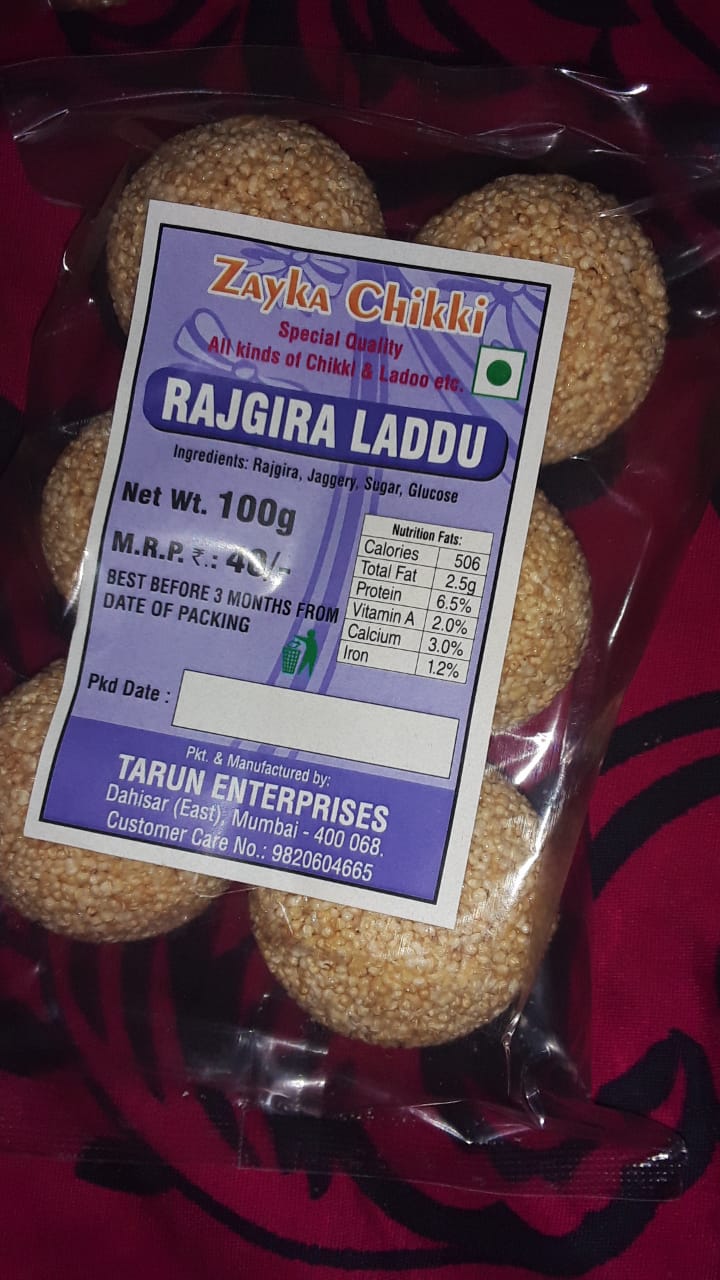 Zayka Chikki
Special Quality
All kinds of Chikki & Ladoo etc.
RAJGIRA LADDU
Ingredients: Rajgira, Jaggery, Sugar, Glucose
Net Wt. 100g
M.R.P. ₹.: 40/-
BEST BEFORE 3 MONTHS FROM
DATE OF PACKING
Nutrition Fats:
Calories 506
Total Fat 2.5g
Protein 6.5%
Vitamin A 2.0%
Calcium 3.0%
Iron 1.2%
Pkd Date :
Pkt. & Manufactured by:
TARUN ENTERPRISES
Dahisar (East), Mumbai - 400 068.
Customer Care No.: 9820604665